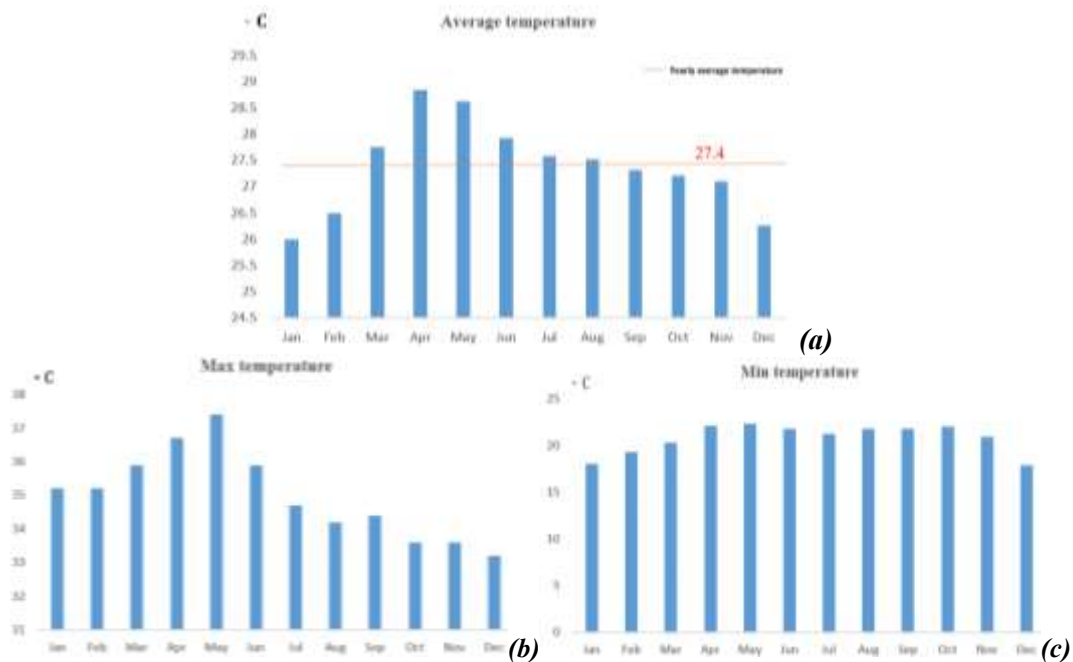 - C
Average temperature
29.5
29
28.5
28
27.5
27
26.5
26
25.5
25
24.5
Yearly average temperature
27.4
Jan Feb Mar Apr May Jun Jul Aug Sep Oct Nov Dec
(a)
- C
Max temperature
38
37
36
35
34
33
32
31
Jan Feb Mar Apr May Jun Jul Aug Sep Oct Nov Dec
(b)
- C
Min temperature
25
20
15
10
5
0
Jan Feb Mar Apr May Jun Jul Aug Sep Oct Nov Dec
(c)